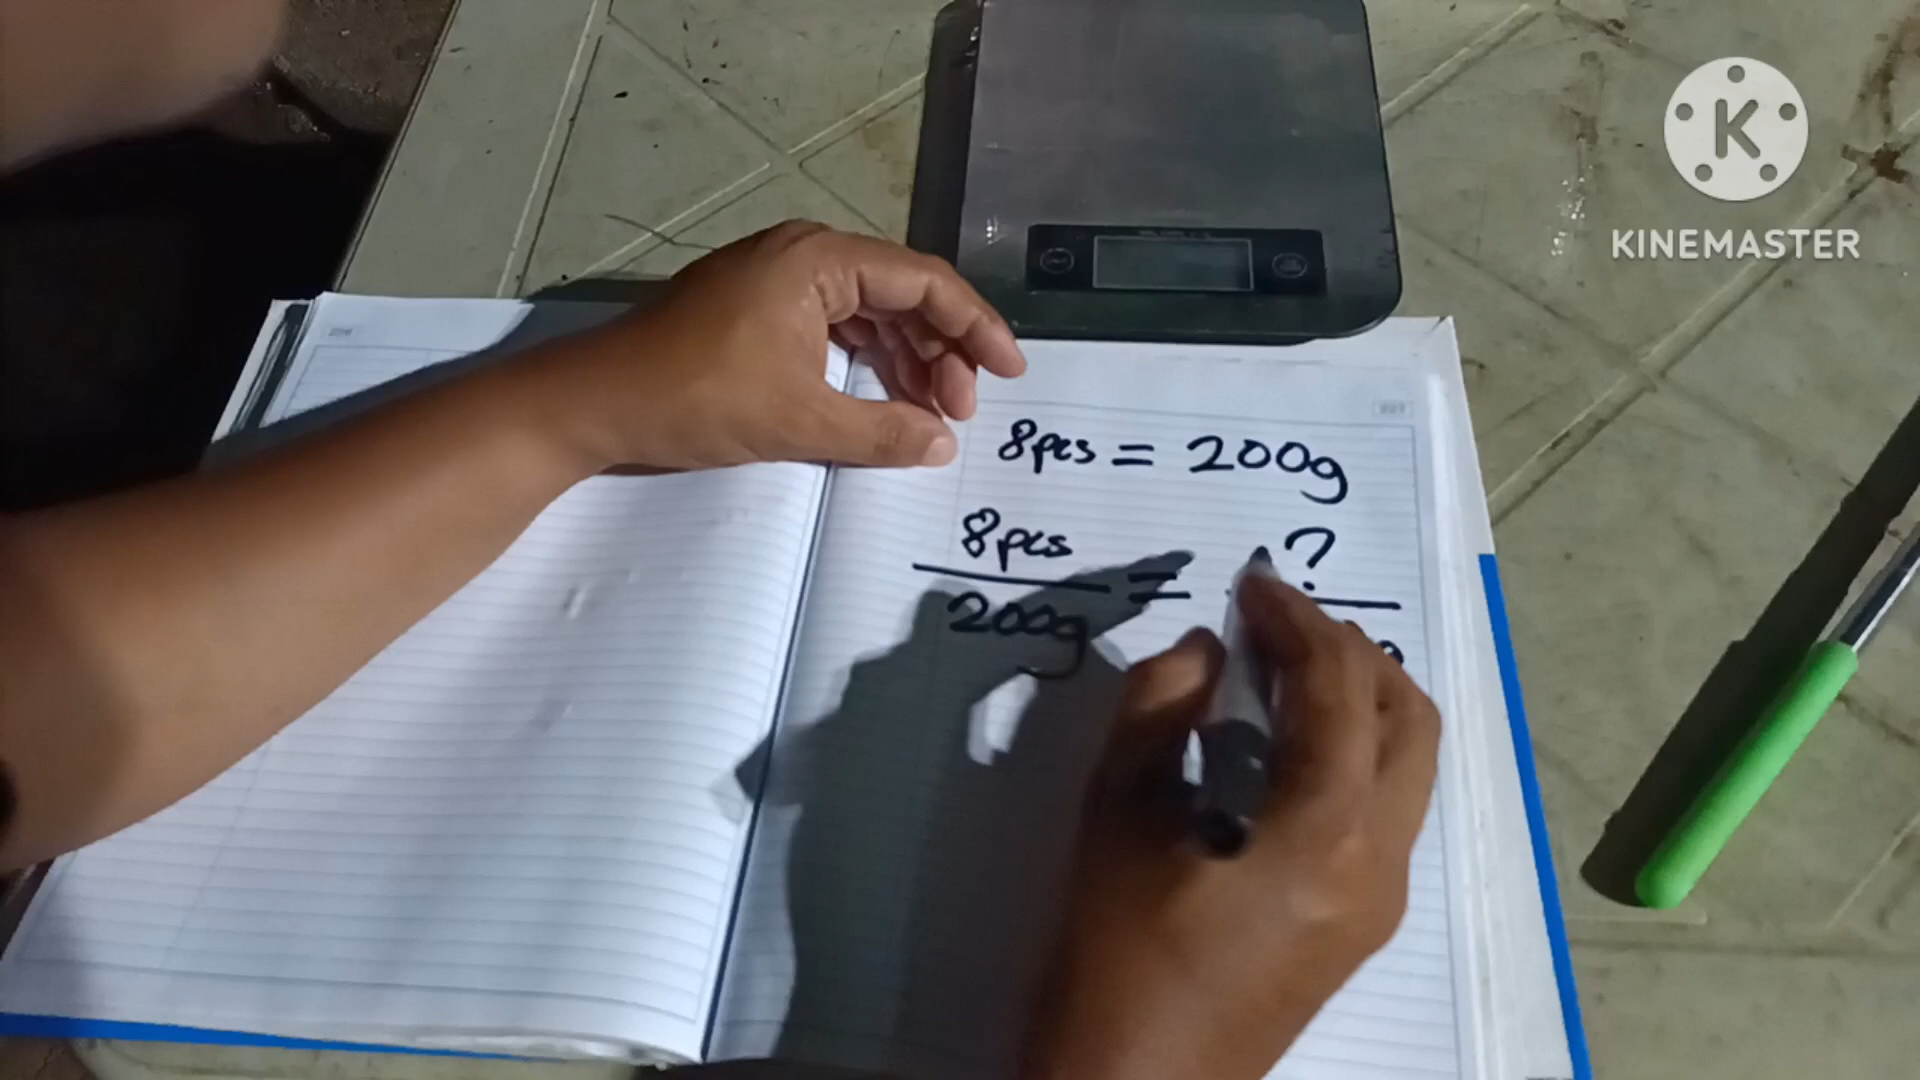 K
KINEMASTER
8pcs = 200g
8pcs = ?
200g